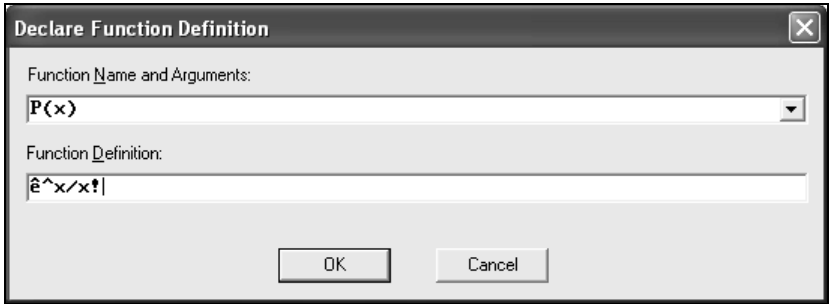 Declare Function Definition
Function Name and Arguments:
P(x)
Function Definition:
ê^x/x!
OK Cancel